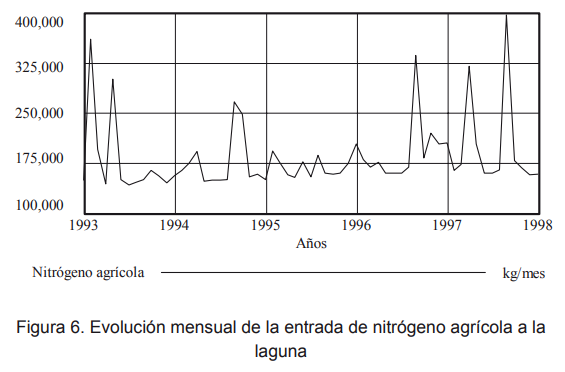 400,000
325,000
250,000
175,000
100,000
1993 1994 1995 1996 1997 1998
Años
Nitrógeno agrícola kg/mes
Figura 6. Evolución mensual de la entrada de nitrógeno agrícola a la
laguna